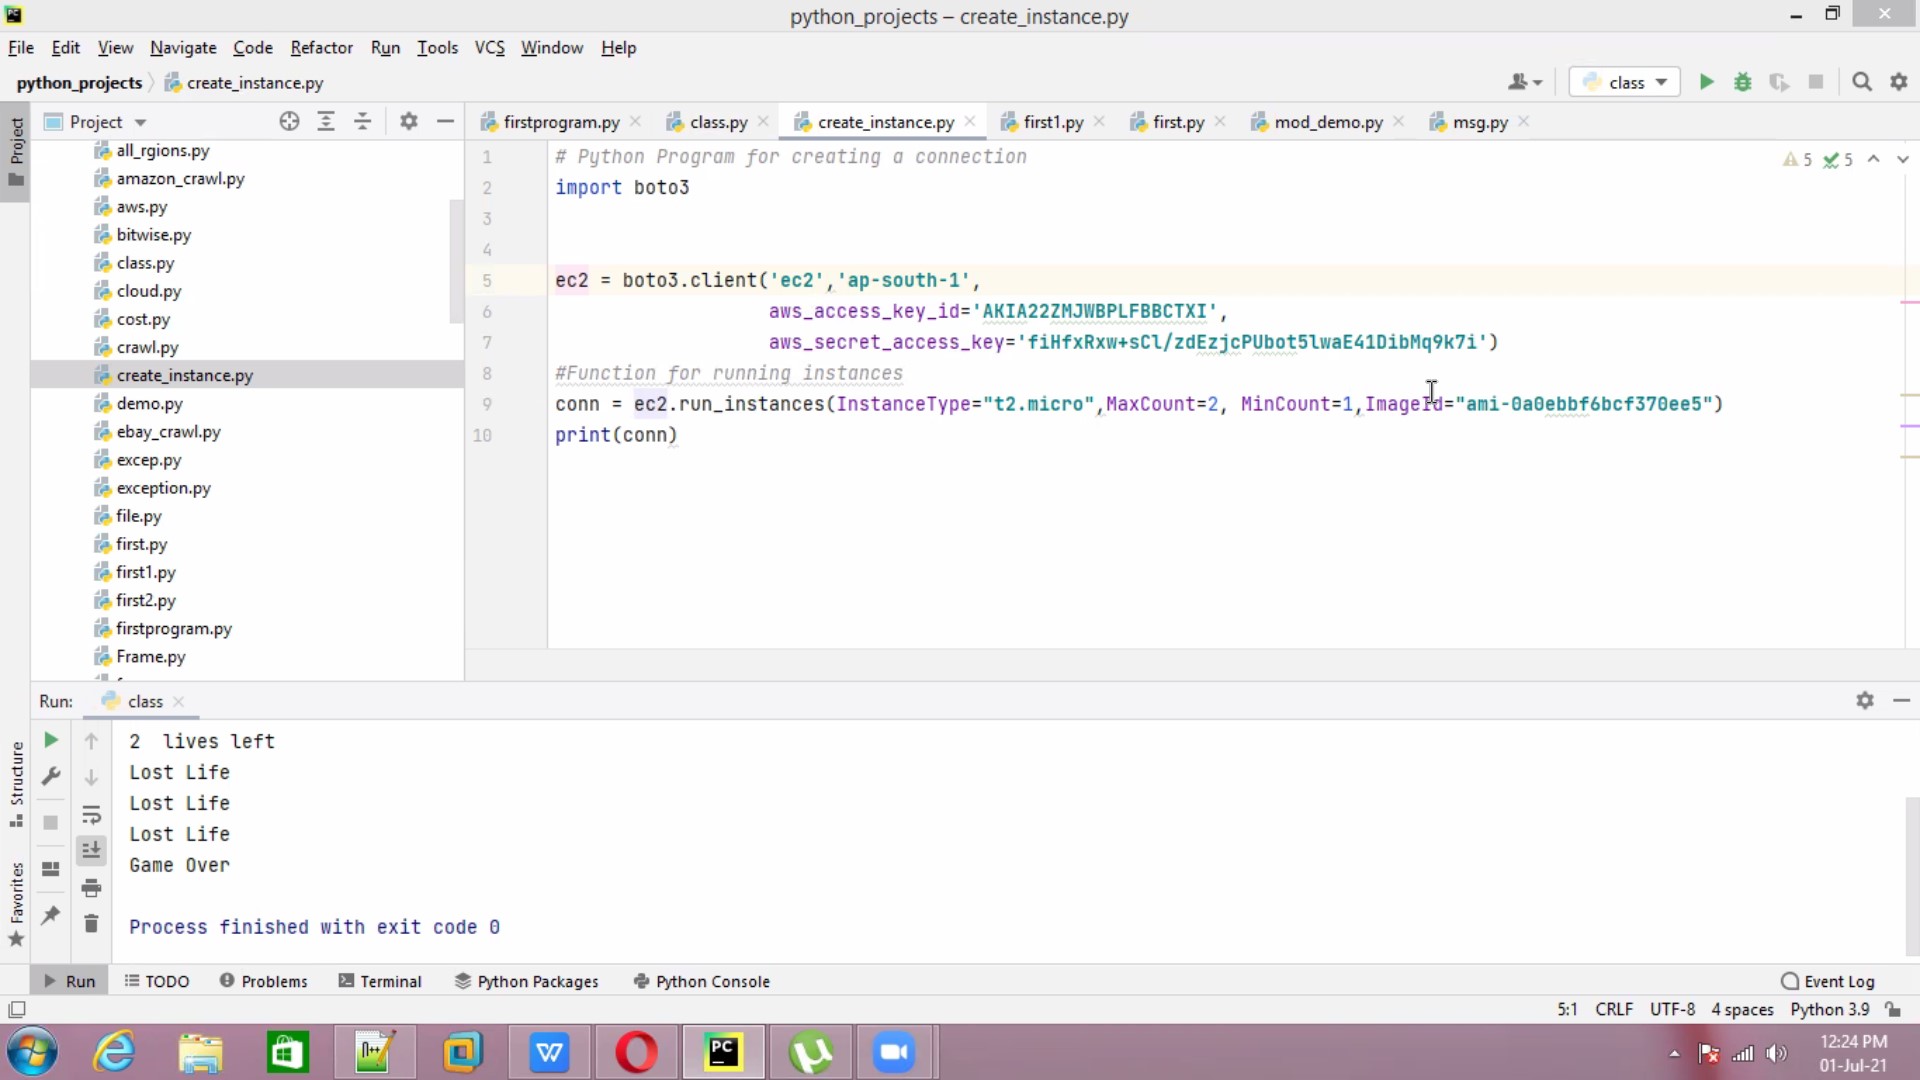 python_projects – create_instance.py
File Edit View Navigate Code Refactor Run Tools VCS Window Help
python_projects create_instance.py
class
Project
Project
firstprogram.py class.py create_instance.py first1.py first.py mod_demo.py msg.py
all_rgions.py
amazon_crawl.py
aws.py
bitwise.py
class.py
cloud.py
cost.py
crawl.py
create_instance.py
demo.py
ebay_crawl.py
excep.py
exception.py
file.py
first.py
first1.py
first2.py
firstprogram.py
Frame.py
5 5
1 # Python Program for creating a connection
2 import boto3
3
4
5 ec2 = boto3.client('ec2','ap-south-1',
6 aws_access_key_id='AKIA22ZMJWBPLFBBCTXI',
7 aws_secret_access_key='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')
8 #Function for running instances
9 conn = ec2.run_instances(InstanceType="t2.micro",MaxCount=2, MinCount=1,ImageId="ami-0a0ebbf6bcf370ee5")
10 print(conn)
Run: class
2  lives left
Lost Life
Lost Life
Lost Life
Game Over
Process finished with exit code 0
Structure
Favorites
Run TODO Problems Terminal Python Packages Python Console Event Log
5:1 CRLF UTF-8 4 spaces Python 3.9
12:24 PM
01-Jul-21